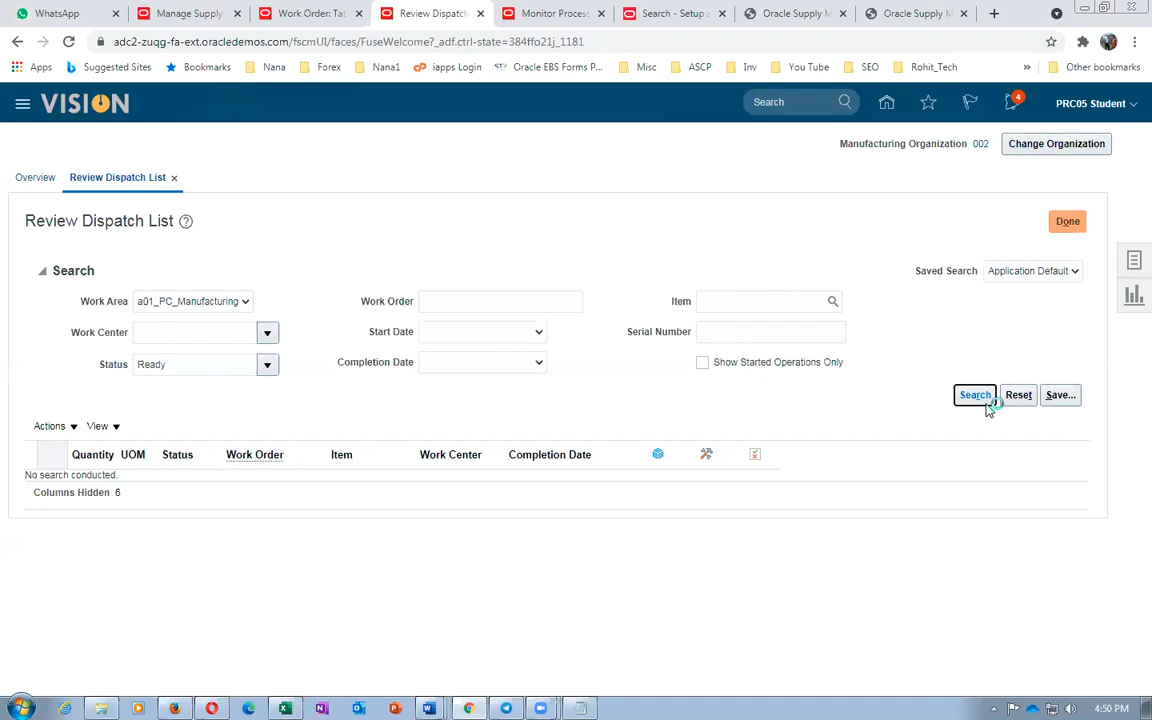 WhatsApp
Manage Supply
Work Order: Tat
Review Dispatch
Monitor Process
Search - Setup a
Oracle Supply M
Oracle Supply M
adc2-zuqg-fa-ext.oracledemos.com/fscmUI/faces/FuseWelcome?_adf.ctrl-state=384ffo21j_1181
Apps
Suggested Sites
Bookmarks
Nana
Forex
Nana1
iapps Login
Oracle EBS Forms P...
Misc
ASCP
Inv
You Tube
SEO
Rohit_Tech
»
Other bookmarks
VISION
Search
4
PRC05 Student
Manufacturing Organization 002
Change Organization
Overview
Review Dispatch List
Review Dispatch List
Done
Search
Saved Search Application Default
Work Area a01_PC_Manufacturing
Work Order
Item
Work Center
Start Date
Serial Number
Status Ready
Completion Date
Show Started Operations Only
Search
Reset
Save...
Actions
View
Quantity UOM Status Work Order Item Work Center Completion Date
No search conducted.
Columns Hidden 6
4:50 PM